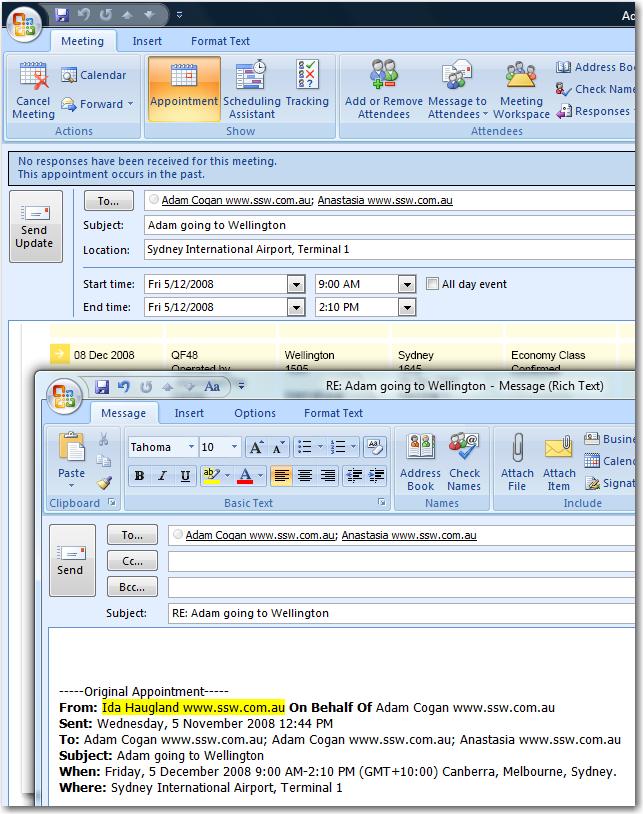 A
Meeting Insert Format Text
Cancel Meeting
Calendar
Forward
Actions
Appointment
Scheduling Assistant
Tracking
Show
Add or Remove Attendees
Message to Attendees
Meeting Workspace
Address Boo
Check Name
Responses
Attendees
No responses have been received for this meeting.
This appointment occurs in the past.
Send Update
To... Adam Cogan www.ssw.com.au; Anastasia www.ssw.com.au
Subject: Adam going to Wellington
Location: Sydney International Airport, Terminal 1
Start time: Fri 5/12/2008 9:00 AM All day event
End time: Fri 5/12/2008 2:10 PM
08 Dec 2008 QF48 Wellington Sydney Economy Class
Operated by 1505 1645 Confirmed
RE: Adam going to Wellington - Message (Rich Text)
Message Insert Options Format Text
Paste
Clipboard
Tahoma 10
B I U
Basic Text
Address Book
Check Names
Names
Attach File
Attach Item
Busine
Calend
Signat
Include
Send
To... Adam Cogan www.ssw.com.au; Anastasia www.ssw.com.au
Cc...
Bcc...
Subject: RE: Adam going to Wellington
-----Original Appointment-----
From: Ida Haugland www.ssw.com.au On Behalf Of Adam Cogan www.ssw.com.au
Sent: Wednesday, 5 November 2008 12:44 PM
To: Adam Cogan www.ssw.com.au; Adam Cogan www.ssw.com.au; Anastasia www.ssw.com.au
Subject: Adam going to Wellington
When: Friday, 5 December 2008 9:00 AM-2:10 PM (GMT+10:00) Canberra, Melbourne, Sydney.
Where: Sydney International Airport, Terminal 1